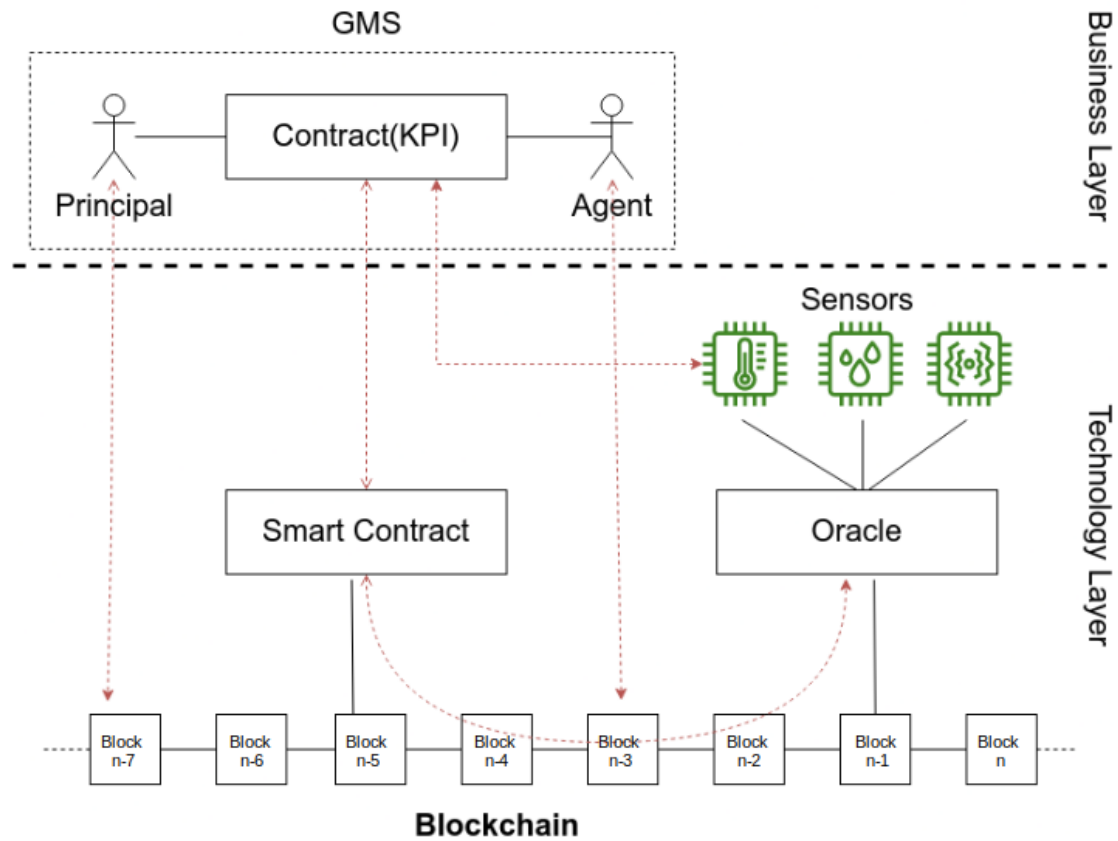 GMS
Business Layer
Contract(KPI)
Principal
Agent
Sensors
Technology Layer
Smart Contract
Oracle
Block
n-7
Block
n-6
Block
n-5
Block
n-4
Block
n-3
Block
n-2
Block
n-1
Block
n
Blockchain